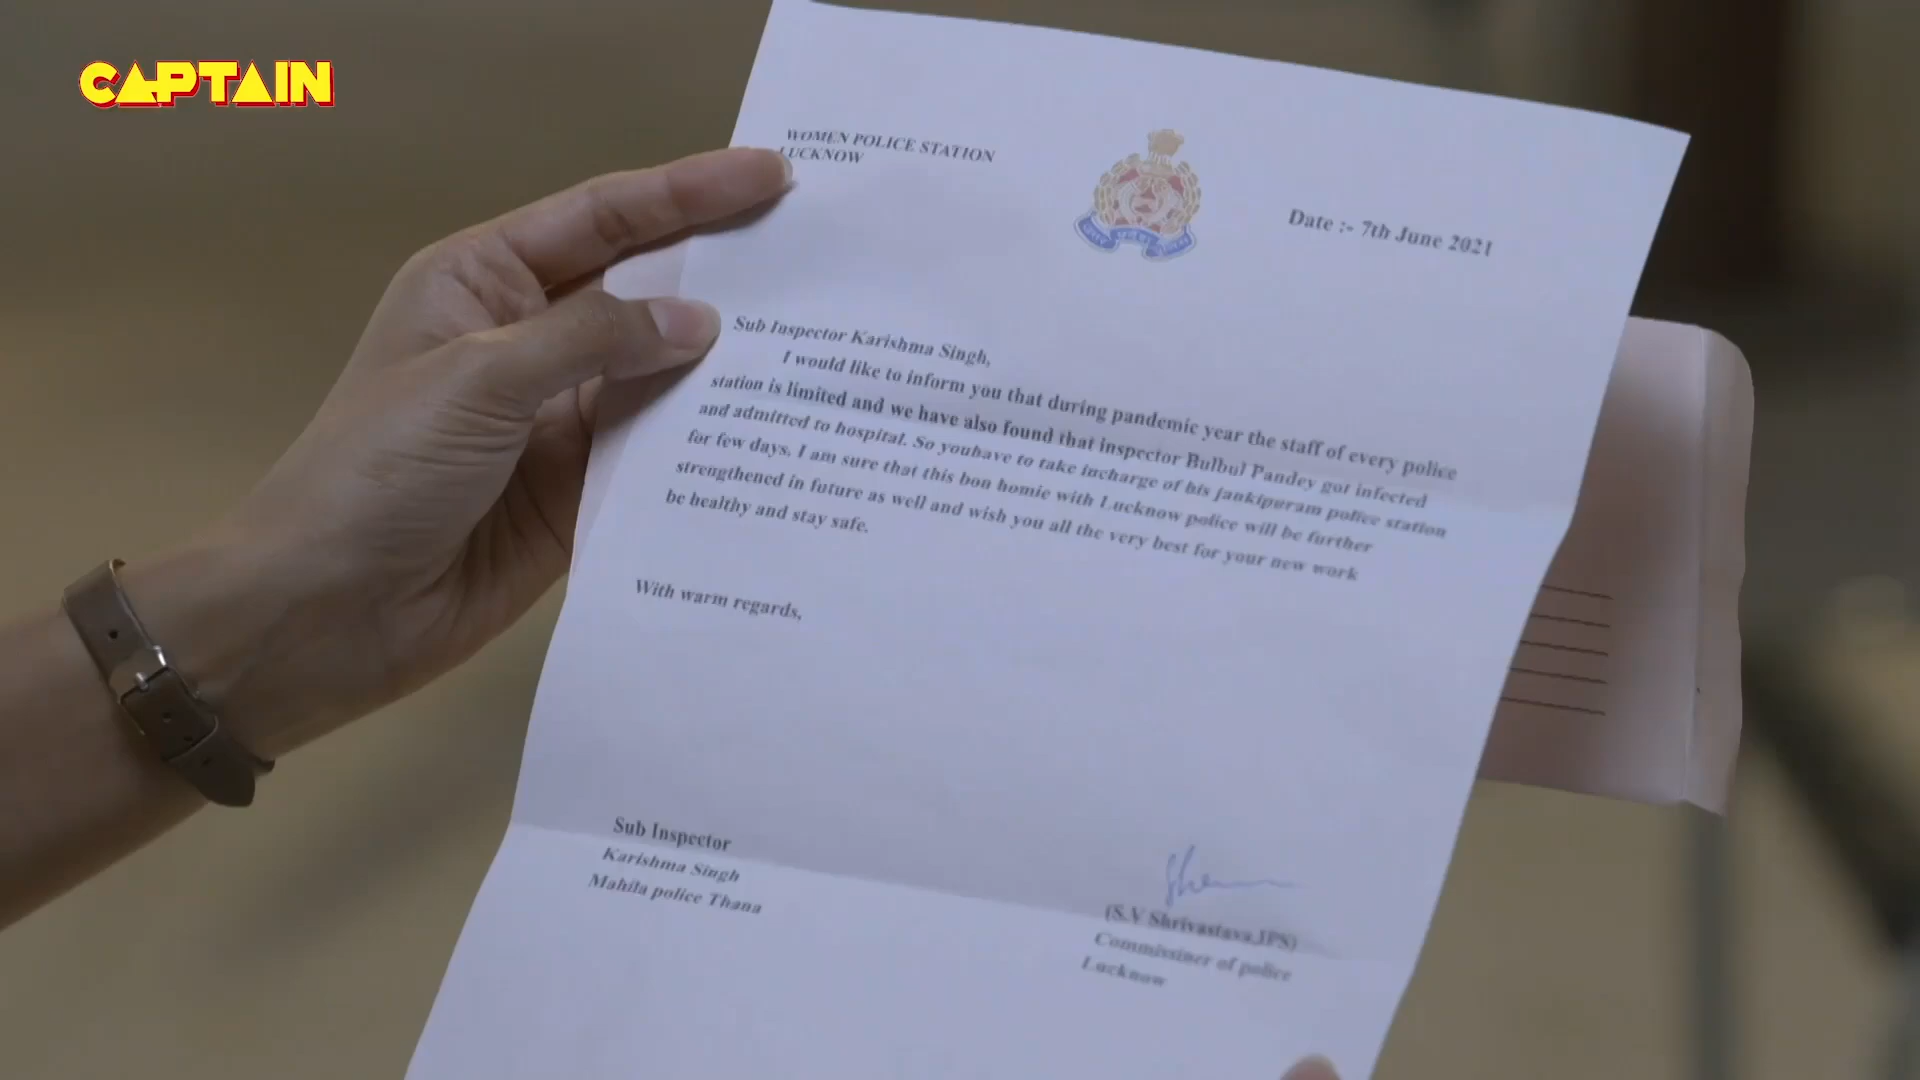 CAPTAIN
WOMEN POLICE STATION
LUCKNOW
Date :- 7th June 2021
Sub Inspector Karishma Singh,
I would like to inform you that during pandemic year the staff of every police
station is limited and we have also found that inspector Bulbul Pandey got infected
and admitted to hospital. So youhave to take incharge of his jankipuram police station
for few days. I am sure that this bon homie with Lucknow police will be further
strengthened in future as well and wish you all the very best for your new work
be healthy and stay safe.
With warm regards,
Sub Inspector
Karishma Singh
Mahila police Thana
(S.V Shrivastava,IPS)
Commissiner of police
Lucknow